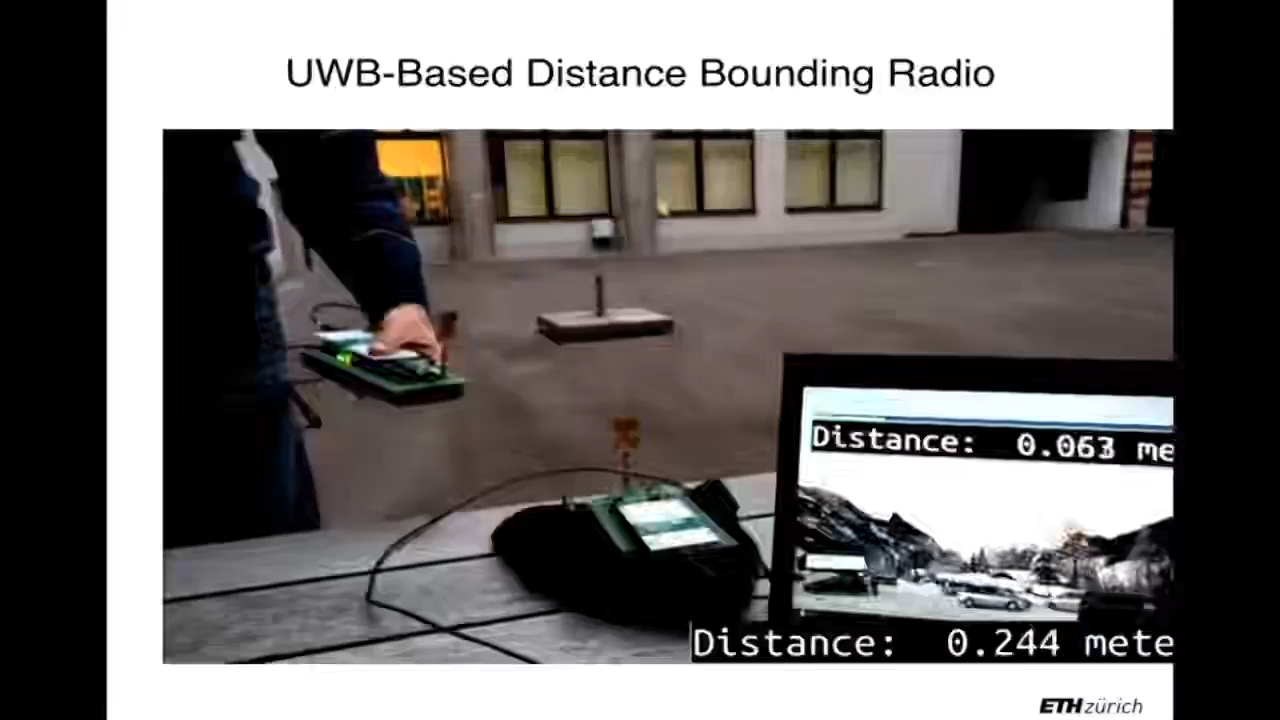 UWB-Based Distance Bounding Radio
Distance: 0.063 me
Distance: 0.244 mete
ETH zürich